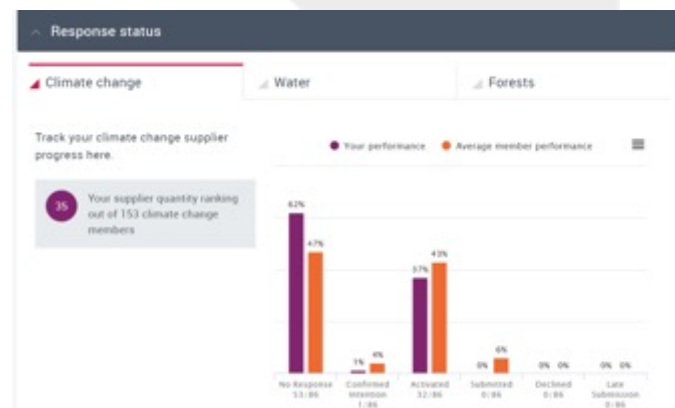 Response status
Climate change
Water
Forests
Track your climate change supplier
progress here.
Your performance
Average member performance
35
Your supplier quantity ranking
out of 153 climate change
members
62%
47%
1%
4%
37%
43%
0%
6%
0%
0%
0%
0%
No Response
53/86
Confirmed
Intention
1/86
Activated
32/86
Submitted
0/86
Declined
0/86
Late
Submission
0/86